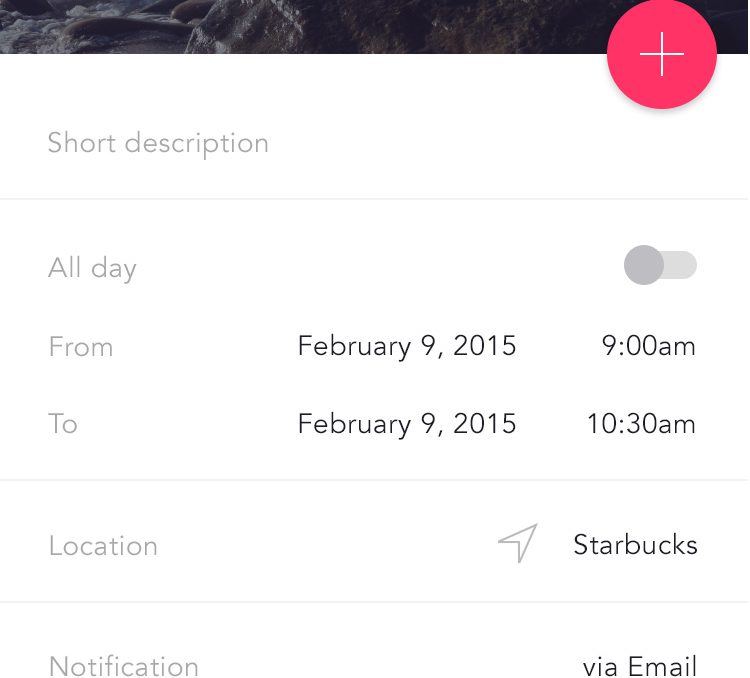 Short description
All day
From February 9, 2015 9:00am
To February 9, 2015 10:30am
Location Starbucks
Notification via Email